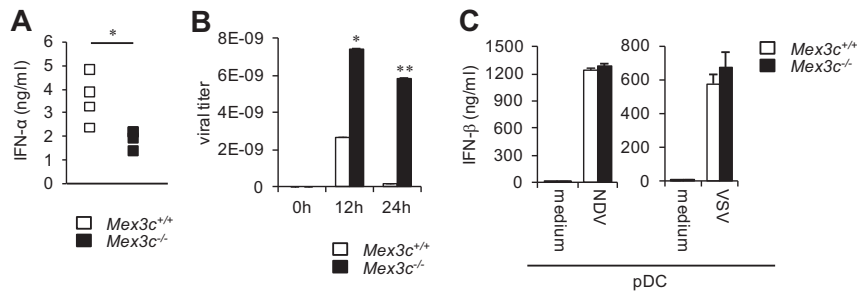 A
*
IFN-α (ng/ml)
6
5
4
3
2
1
0
Mex3c+/+
Mex3c-/-
B
viral titer
8E-09
6E-09
4E-09
2E-09
0
*
**
0h 12h 24h
Mex3c+/+
Mex3c-/-
C
Mex3c+/+
Mex3c-/-
IFN-β (ng/ml)
1500
1200
900
600
300
0
medium
NDV
800
600
400
200
0
medium
VSV
pDC